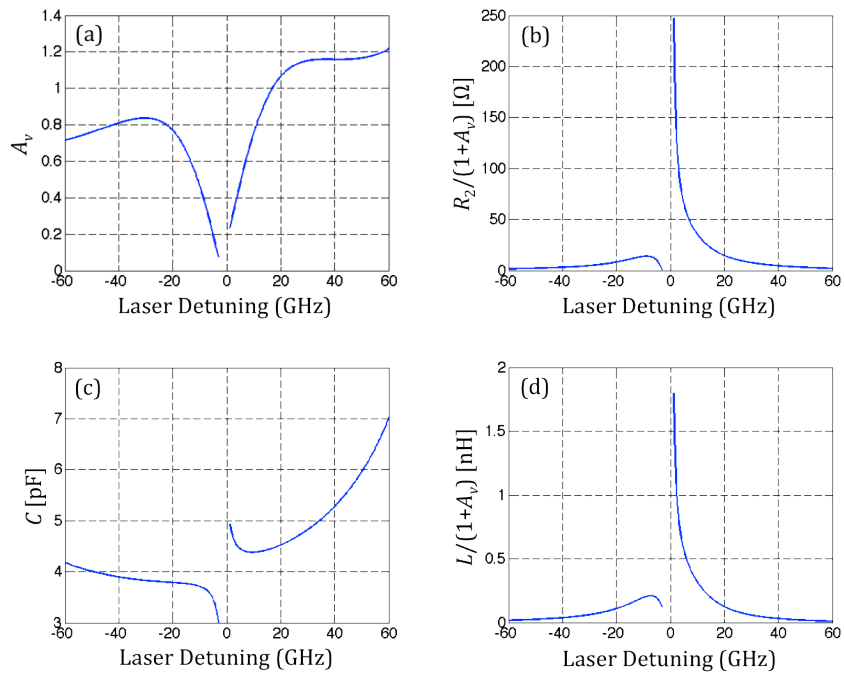 (a)
1.4
1.2
1
0.8
0.6
0.4
0.2
0
A_v
-60 -40 -20 0 20 40 60
Laser Detuning (GHz)
(b)
250
200
150
100
50
0
R_2/(1+A_v) [Ω]
-60 -40 -20 0 20 40 60
Laser Detuning (GHz)
(c)
8
7
6
5
4
3
C [pF]
-60 -40 -20 0 20 40 60
Laser Detuning (GHz)
(d)
2
1.5
1
0.5
0
L/(1+A_v) [nH]
-60 -40 -20 0 20 40 60
Laser Detuning (GHz)